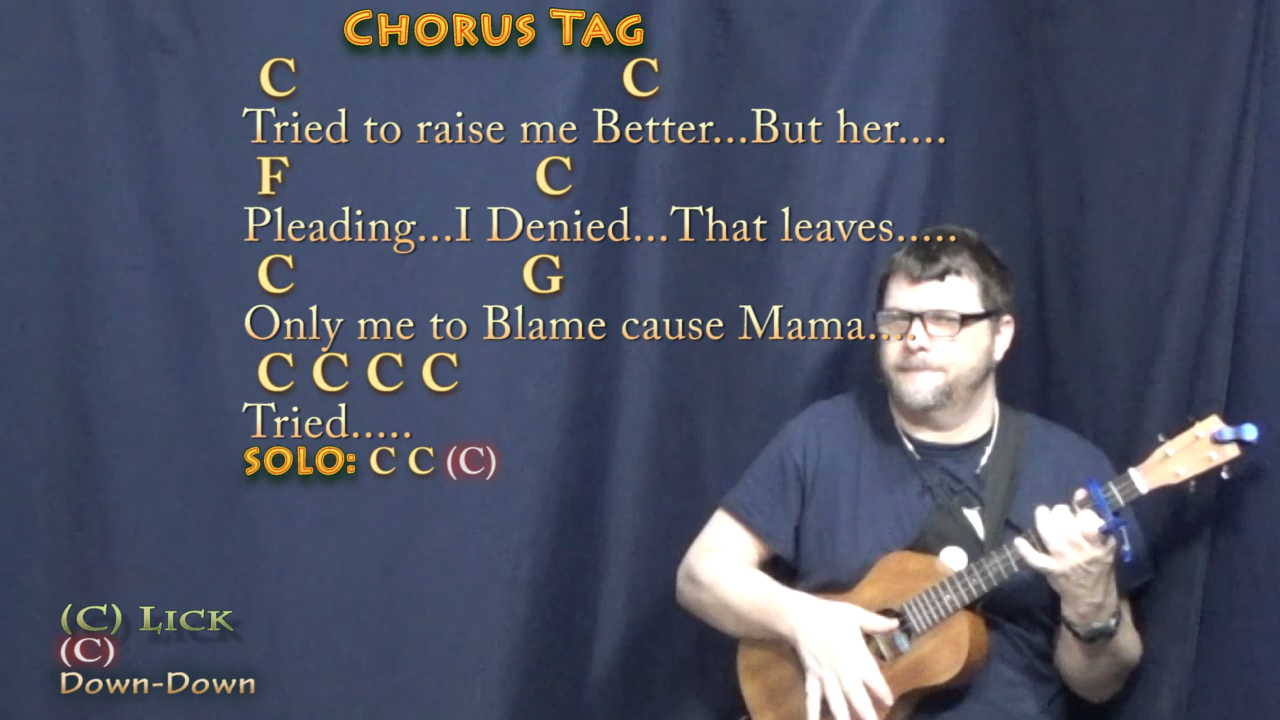 CHORUS TAG
C C
Tried to raise me Better...But her....
F C
Pleading...I Denied...That leaves.....
C G
Only me to Blame cause Mama....
C C C C
Tried.....
SOLO: C C (C)
(C) LICK
(C)
Down-Down